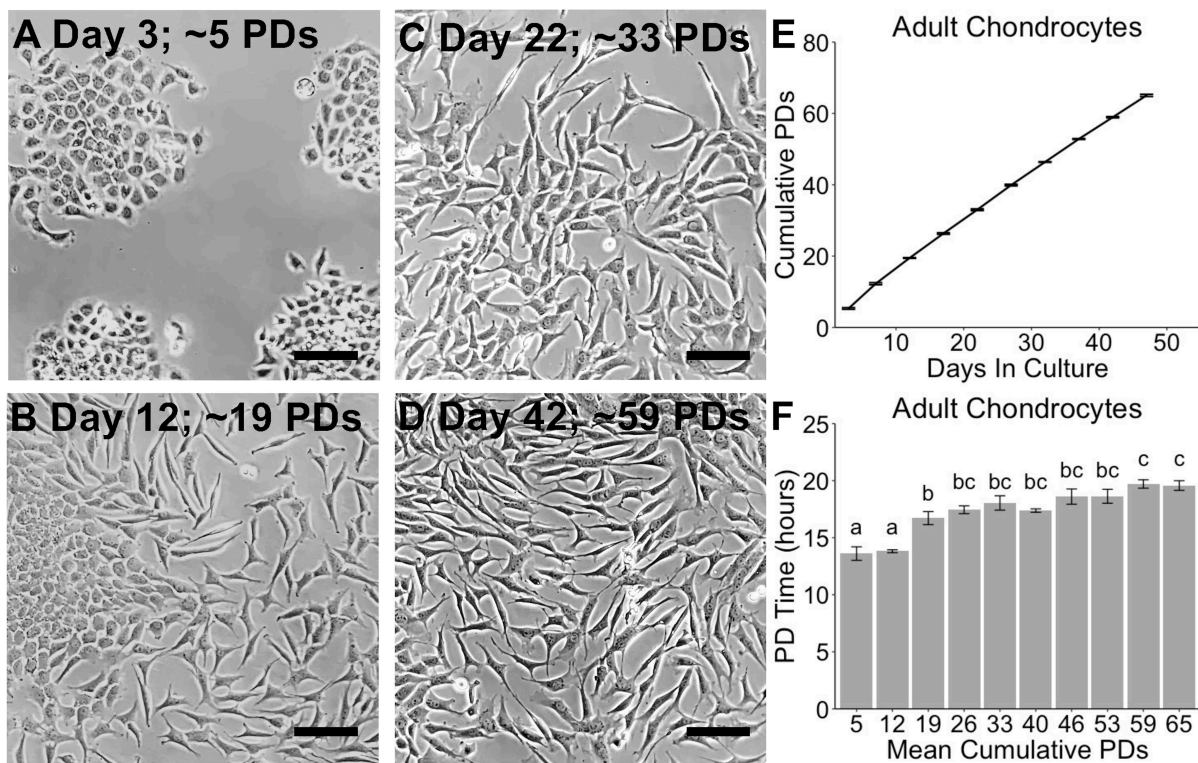 A Day 3; ~5 PDs
B Day 12; ~19 PDs
C Day 22; ~33 PDs
D Day 42; ~59 PDs
E
Adult Chondrocytes
Cumulative PDs
80
60
40
20
0
10 20 30 40 50
Days In Culture
F
Adult Chondrocytes
PD Time (hours)
25
20
15
10
5
0
a a b bc bc bc bc bc c c
5 12 19 26 33 40 46 53 59 65
Mean Cumulative PDs